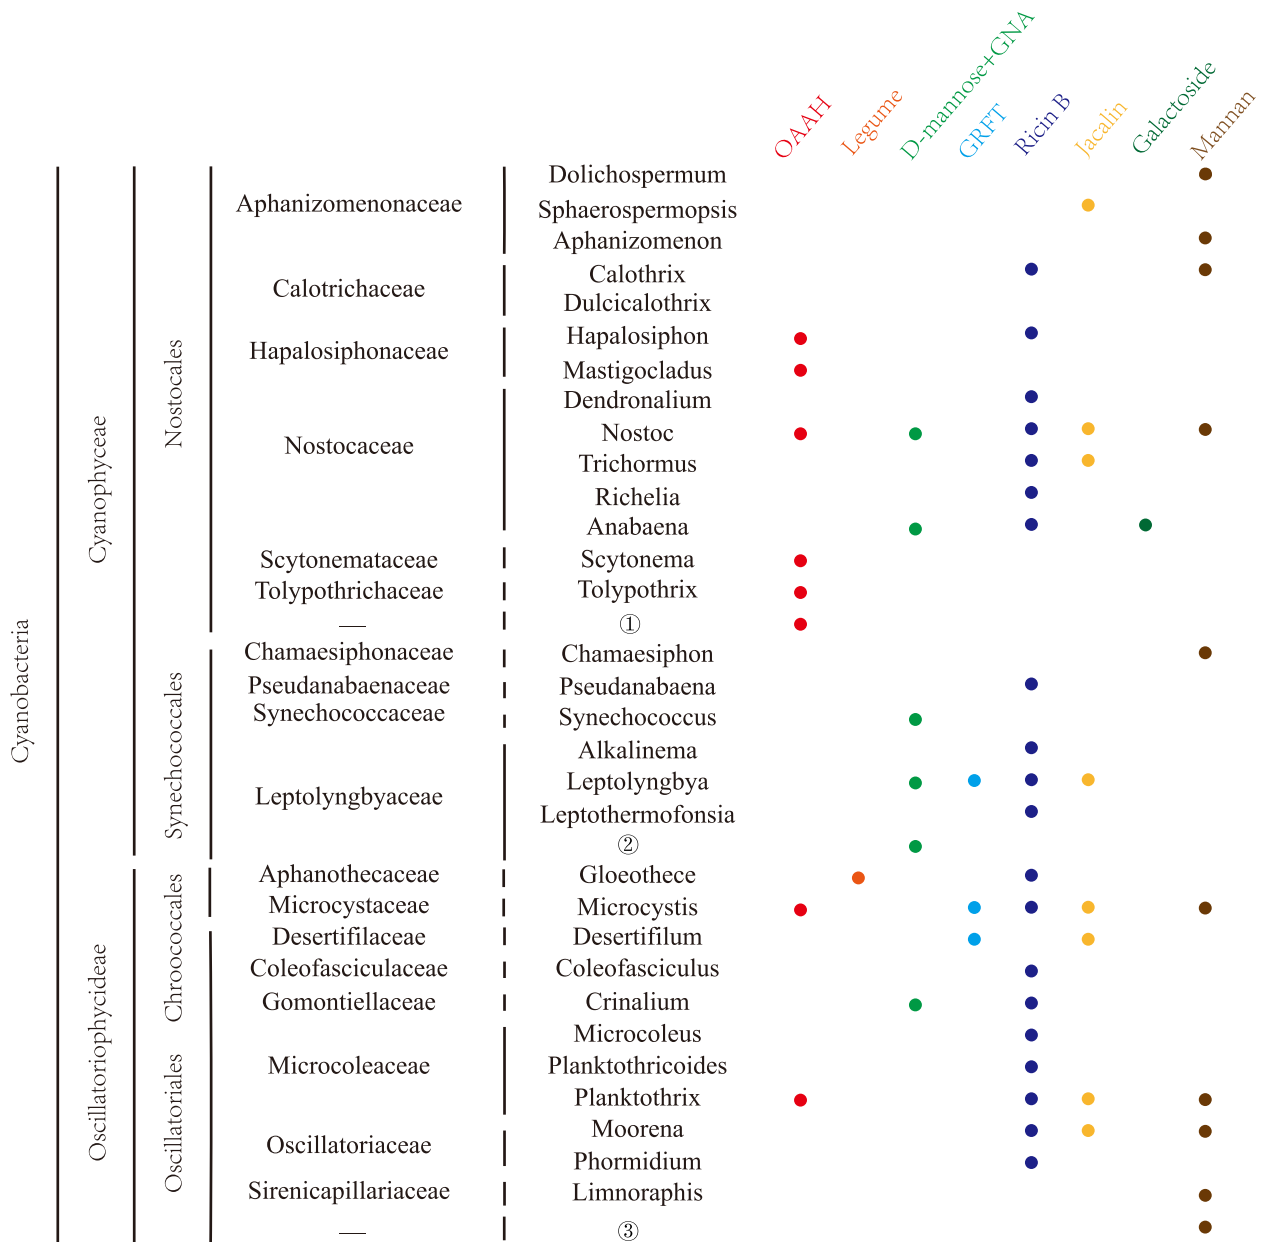 OAAH
Legume
D-mannose+GNA
GRFT
Ricin B
Jacalin
Galactoside
Mannan
Cyanobacteria
Cyanophyceae
Oscillatoriophycideae
Nostocales
Synechococcales
Chroococcales
Oscillatoriales
Aphanizomenonaceae
Calotrichaceae
Hapalosiphonaceae
Nostocaceae
Scytonemataceae
Tolypothrichaceae
—
Chamaesiphonaceae
Pseudanabaenaceae
Synechococcaceae
Leptolyngbyaceae
Aphanothecaceae
Microcystaceae
Desertifilaceae
Coleofasciculaceae
Gomontiellaceae
Microcoleaceae
Oscillatoriaceae
Sirenicapillariaceae
—
Dolichospermum
Sphaerospermopsis
Aphanizomenon
Calothrix
Dulcicalothrix
Hapalosiphon
Mastigocladus
Dendronalium
Nostoc
Trichormus
Richelia
Anabaena
Scytonema
Tolypothrix
①
Chamaesiphon
Pseudanabaena
Synechococcus
Alkalinema
Leptolyngbya
Leptothermofonsia
②
Gloeothece
Microcystis
Desertifilum
Coleofasciculus
Crinalium
Microcoleus
Planktothricoides
Planktothrix
Moorena
Phormidium
Limnoraphis
③